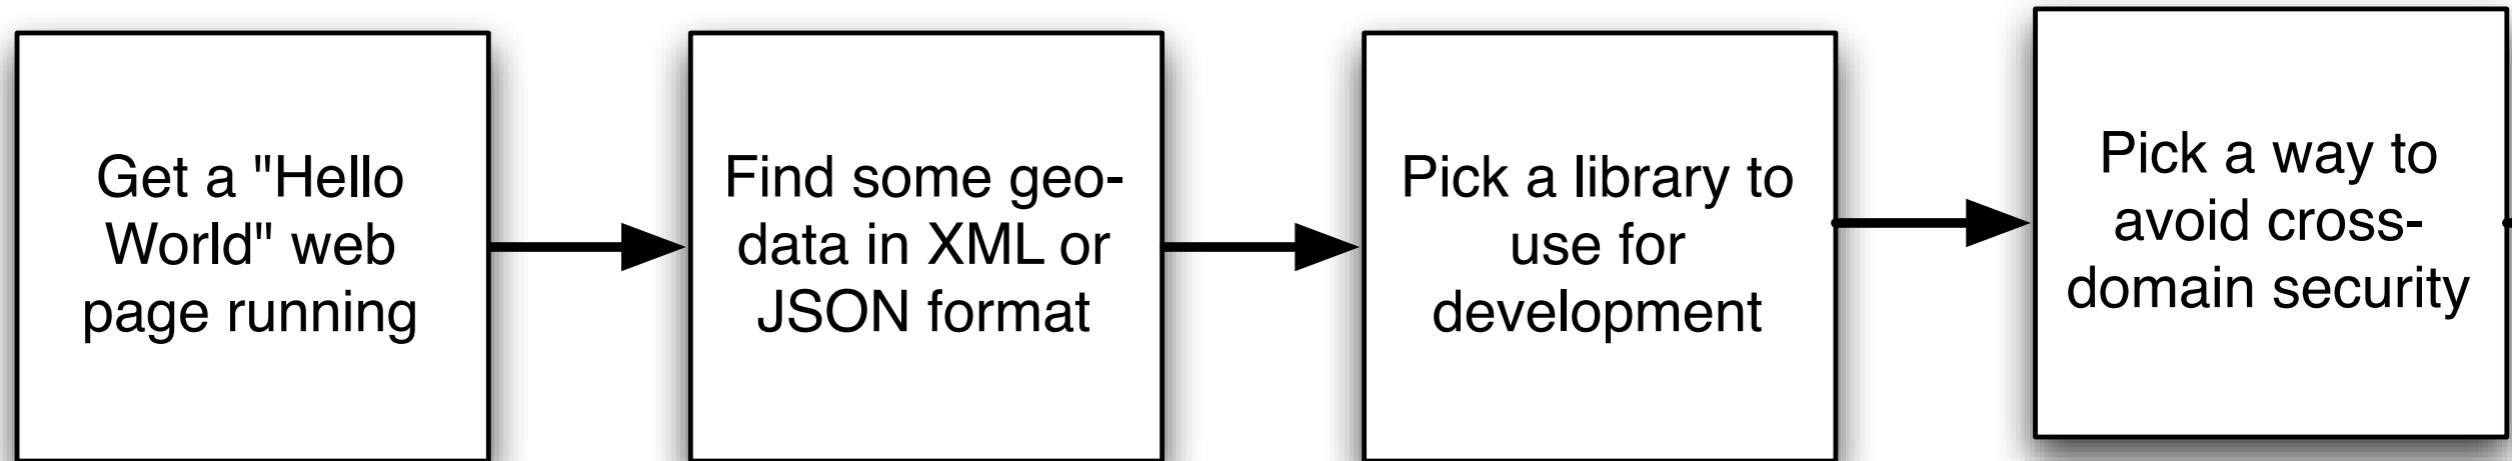 Get a "Hello
World" web
page running
Find some geo-
data in XML or
JSON format
Pick a library to
use for
development
Pick a way to
avoid cross-
domain security